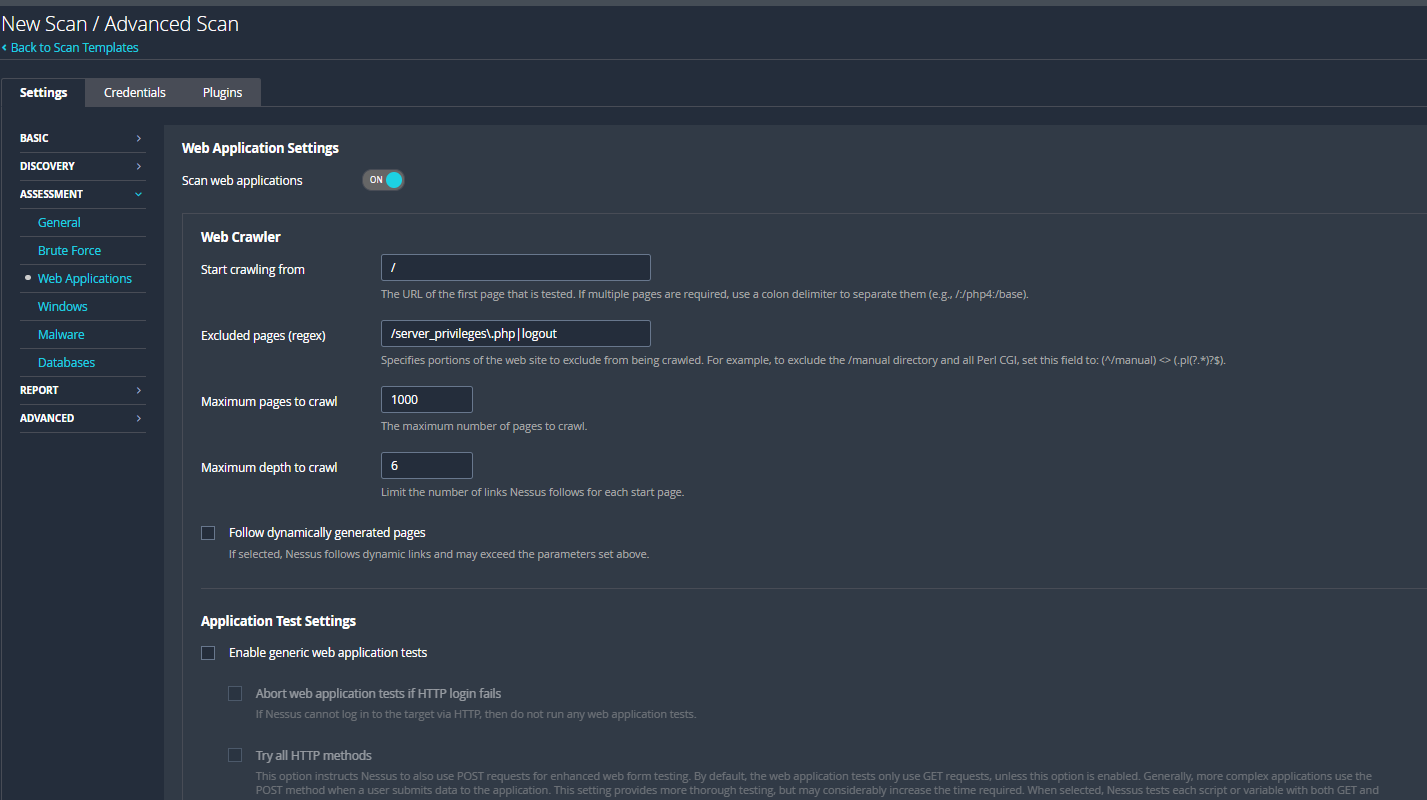 New Scan / Advanced Scan
Back to Scan Templates
Settings
Credentials
Plugins
BASIC
DISCOVERY
ASSESSMENT
General
Brute Force
Web Applications
Windows
Malware
Databases
REPORT
ADVANCED
Web Application Settings
Scan web applications
ON
Web Crawler
Start crawling from
/
The URL of the first page that is tested. If multiple pages are required, use a colon delimiter to separate them (e.g., /:/php4:/base).
Excluded pages (regex)
/server_privileges\.php|logout
Specifies portions of the web site to exclude from being crawled. For example, to exclude the /manual directory and all Perl CGI, set this field to: (^/manual) <> (.pl(?.*)?$).
Maximum pages to crawl
1000
The maximum number of pages to crawl.
Maximum depth to crawl
6
Limit the number of links Nessus follows for each start page.
Follow dynamically generated pages
If selected, Nessus follows dynamic links and may exceed the parameters set above.
Application Test Settings
Enable generic web application tests
Abort web application tests if HTTP login fails
If Nessus cannot log in to the target via HTTP, then do not run any web application tests.
Try all HTTP methods
This option instructs Nessus to also use POST requests for enhanced web form testing. By default, the web application tests only use GET requests, unless this option is enabled. Generally, more complex applications use the
POST method when a user submits data to the application. This setting provides more thorough testing, but may considerably increase the time required. When selected, Nessus tests each script or variable with both GET and